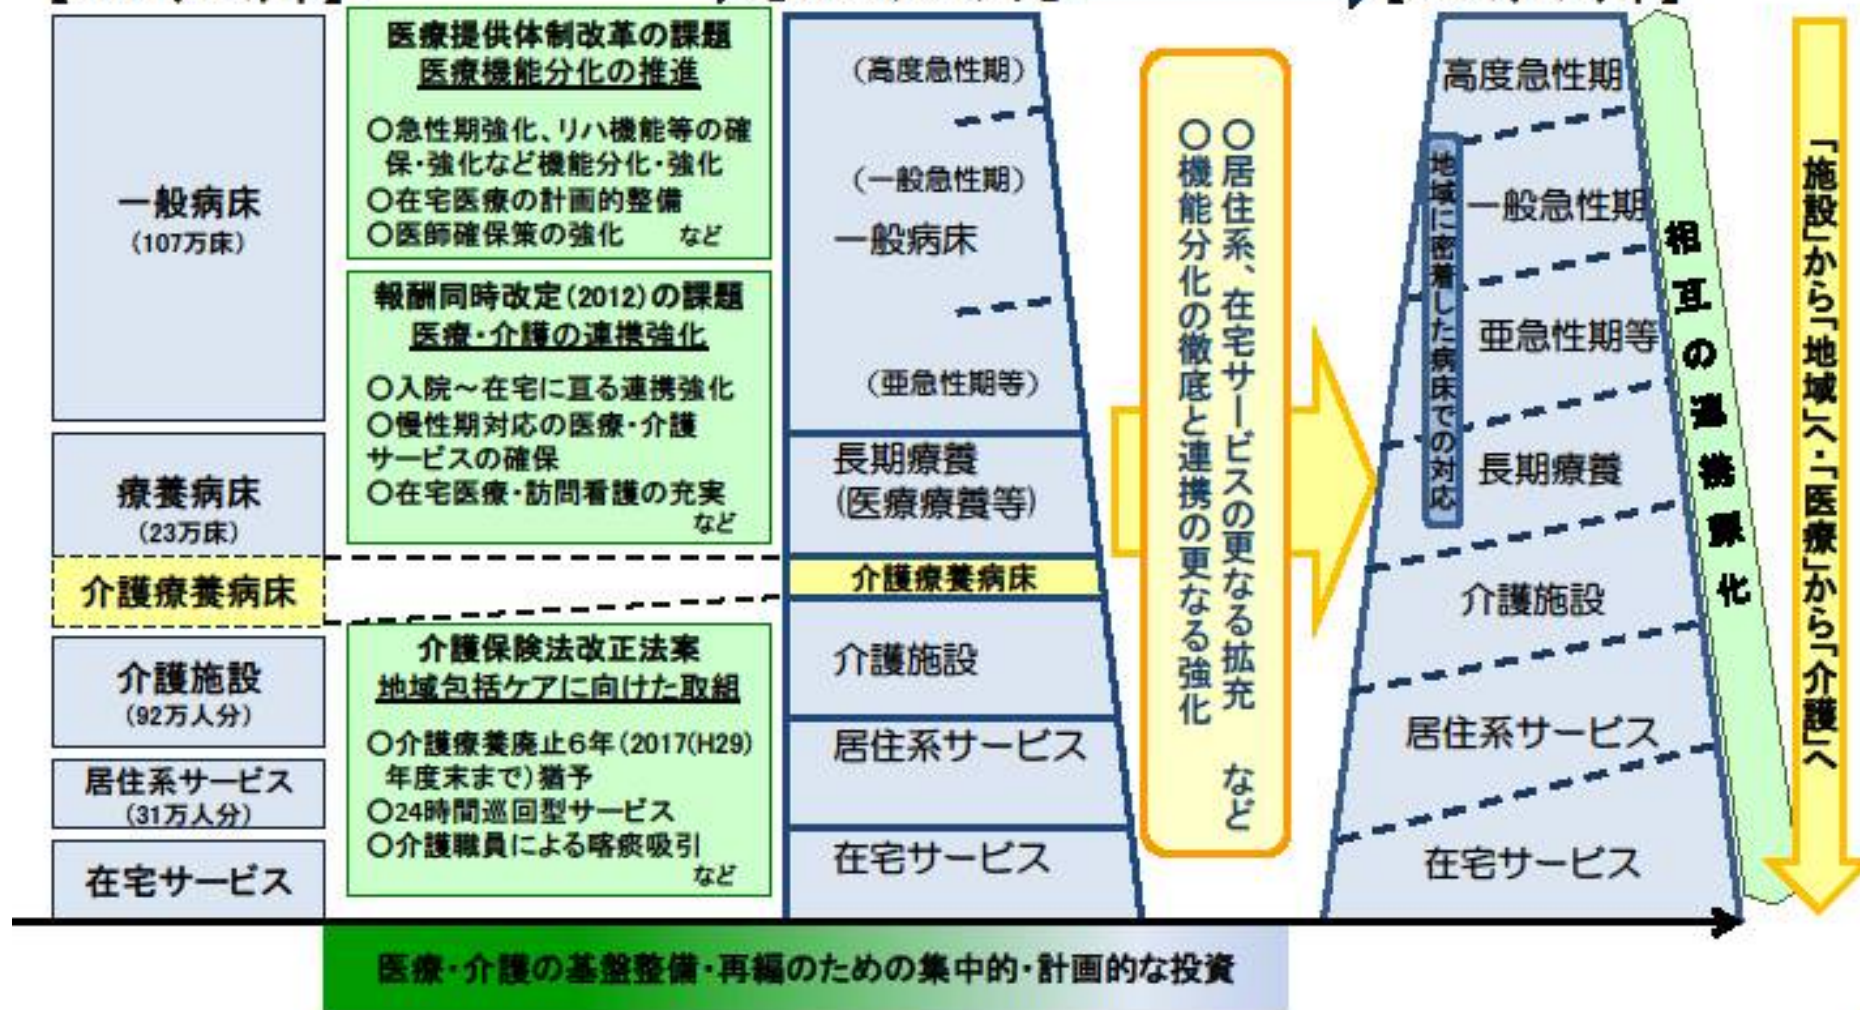 一般病床
(107万床)
療養病床
(23万床)
介護療養病床
介護施設
(92万人分)
居住系サービス
(31万人分)
在宅サービス
医療提供体制改革の課題
医療機能分化の推進
○急性期強化、リハ機能等の確
保・強化など機能分化・強化
○在宅医療の計画的整備
○医師確保策の強化 など
報酬同時改定(2012)の課題
医療・介護の連携強化
○入院～在宅に亘る連携強化
○慢性期対応の医療・介護
サービスの確保
○在宅医療・訪問看護の充実
など
介護保険法改正法案
地域包括ケアに向けた取組
○介護療養廃止6年(2017(H29)
年度末まで)猶予
○24時間巡回型サービス
○介護職員による喀痰吸引
など
(高度急性期)
(一般急性期)
一般病床
(亜急性期等)
長期療養
(医療療養等)
介護療養病床
介護施設
居住系サービス
在宅サービス
○居住系、在宅サービスの更なる拡充
○機能分化の徹底と連携の更なる強化
など
高度急性期
一般急性期
亜急性期等
長期療養
介護施設
居住系サービス
在宅サービス
地域に密着した病床での対応
相互の連携深化
「施設」から「地域」へ・「医療」から「介護」へ
医療・介護の基盤整備・再編のための集中的・計画的な投資